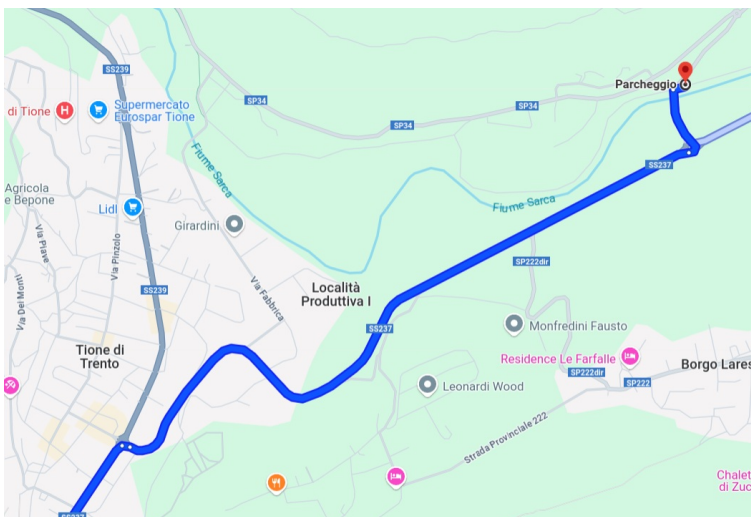 SS239
Parcheggio
di Tione
Supermercato
Eurospar Tione
SP34
SP34
SP34
Fiume Sarca
SS237
Agricola
e Bepone
Lidl
Fiume Sarca
Girardini
Via Piave
Via Pinzolo
SP222dir
Via Dei Monti
SS239
Via Fabbrica
Località
Produttiva I
SS237
Monfredini Fausto
Tione di
Trento
Residence Le Farfalle
Borgo Lares
SP222dir
SP222
Leonardi Wood
Strada Provinciale 222
Chalet
di Zuc
SS237